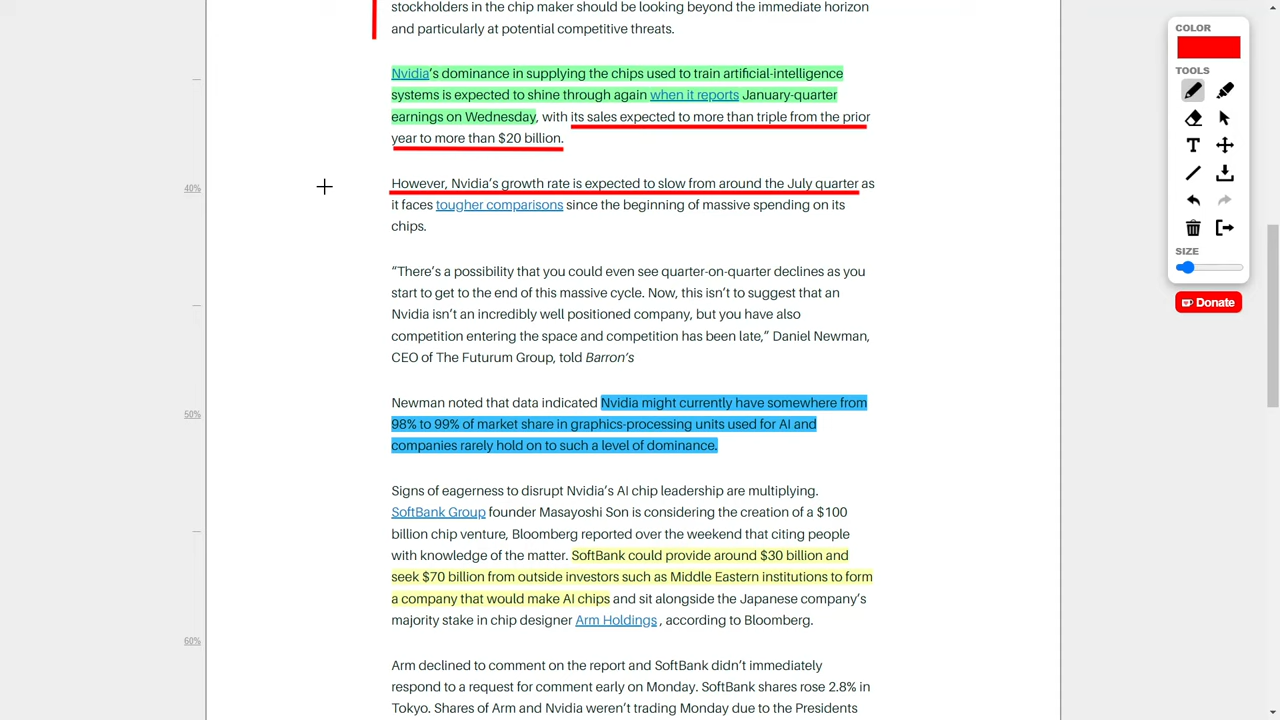 stockholders in the chip maker should be looking beyond the immediate horizon
and particularly at potential competitive threats.
Nvidia's dominance in supplying the chips used to train artificial-intelligence
systems is expected to shine through again when it reports January-quarter
earnings on Wednesday, with its sales expected to more than triple from the prior
year to more than $20 billion.
However, Nvidia's growth rate is expected to slow from around the July quarter as
it faces tougher comparisons since the beginning of massive spending on its
chips.
“There's a possibility that you could even see quarter-on-quarter declines as you
start to get to the end of this massive cycle. Now, this isn't to suggest that an
Nvidia isn't an incredibly well positioned company, but you have also
competition entering the space and competition has been late,” Daniel Newman,
CEO of The Futurum Group, told Barron's
Newman noted that data indicated Nvidia might currently have somewhere from
98% to 99% of market share in graphics-processing units used for AI and
companies rarely hold on to such a level of dominance.
Signs of eagerness to disrupt Nvidia's AI chip leadership are multiplying.
SoftBank Group founder Masayoshi Son is considering the creation of a $100
billion chip venture, Bloomberg reported over the weekend that citing people
with knowledge of the matter. SoftBank could provide around $30 billion and
seek $70 billion from outside investors such as Middle Eastern institutions to form
a company that would make AI chips and sit alongside the Japanese company's
majority stake in chip designer Arm Holdings , according to Bloomberg.
Arm declined to comment on the report and SoftBank didn't immediately
respond to a request for comment early on Monday. SoftBank shares rose 2.8% in
Tokyo. Shares of Arm and Nvidia weren't trading Monday due to the Presidents
40%
50%
60%
COLOR
TOOLS
T
SIZE
Donate